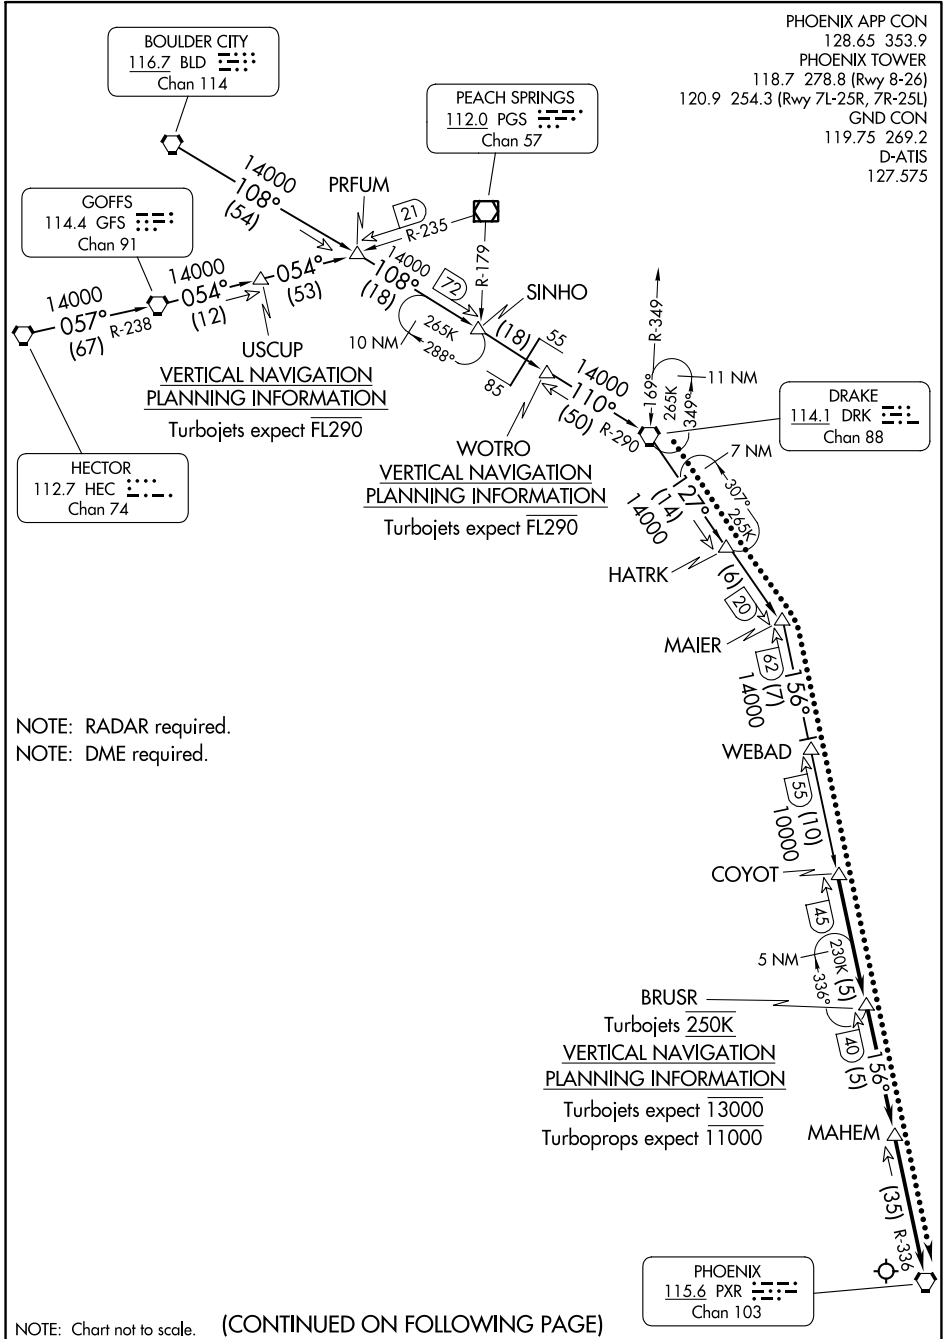 PHOENIX APP CON
128.65 353.9
PHOENIX TOWER
118.7 278.8 (Rwy 8-26)
120.9 254.3 (Rwy 7L-25R, 7R-25L)
GND CON
119.75 269.2
D-ATIS
127.575
BOULDER CITY
116.7 BLD
Chan 114
PEACH SPRINGS
112.0 PGS
Chan 57
GOFFS
114.4 GFS
Chan 91
14000
108°
(54)
PRFUM
21
R-235
R-179
14000
057°
(67)
R-238
14000
054°
(12)
054°
(53)
14000
108°
(18)
72
SINHO
10 NM
265K
288°
(18)
55
85
USCUP
VERTICAL NAVIGATION
PLANNING INFORMATION
Turbojets expect FL290
14000
110°
(50)
R-290
R-349
169°
265K
349°
11 NM
DRAKE
114.1 DRK
Chan 88
HECTOR
112.7 HEC
Chan 74
WOTRO
VERTICAL NAVIGATION
PLANNING INFORMATION
Turbojets expect FL290
7 NM
307°
265K
127°
(14)
14000
HATRK
(6)
20
MAIER
62
(7)
14000
156°
NOTE: RADAR required.
NOTE: DME required.
WEBAD
55
(10)
10000
COYOT
45
5 NM
230K
336°
(5)
BRUSR
Turbojets 250K
VERTICAL NAVIGATION
PLANNING INFORMATION
Turbojets expect 13000
Turboprops expect 11000
40
(5)
156°
MAHEM
(35)
R-336
PHOENIX
115.6 PXR
Chan 103
NOTE: Chart not to scale.
(CONTINUED ON FOLLOWING PAGE)